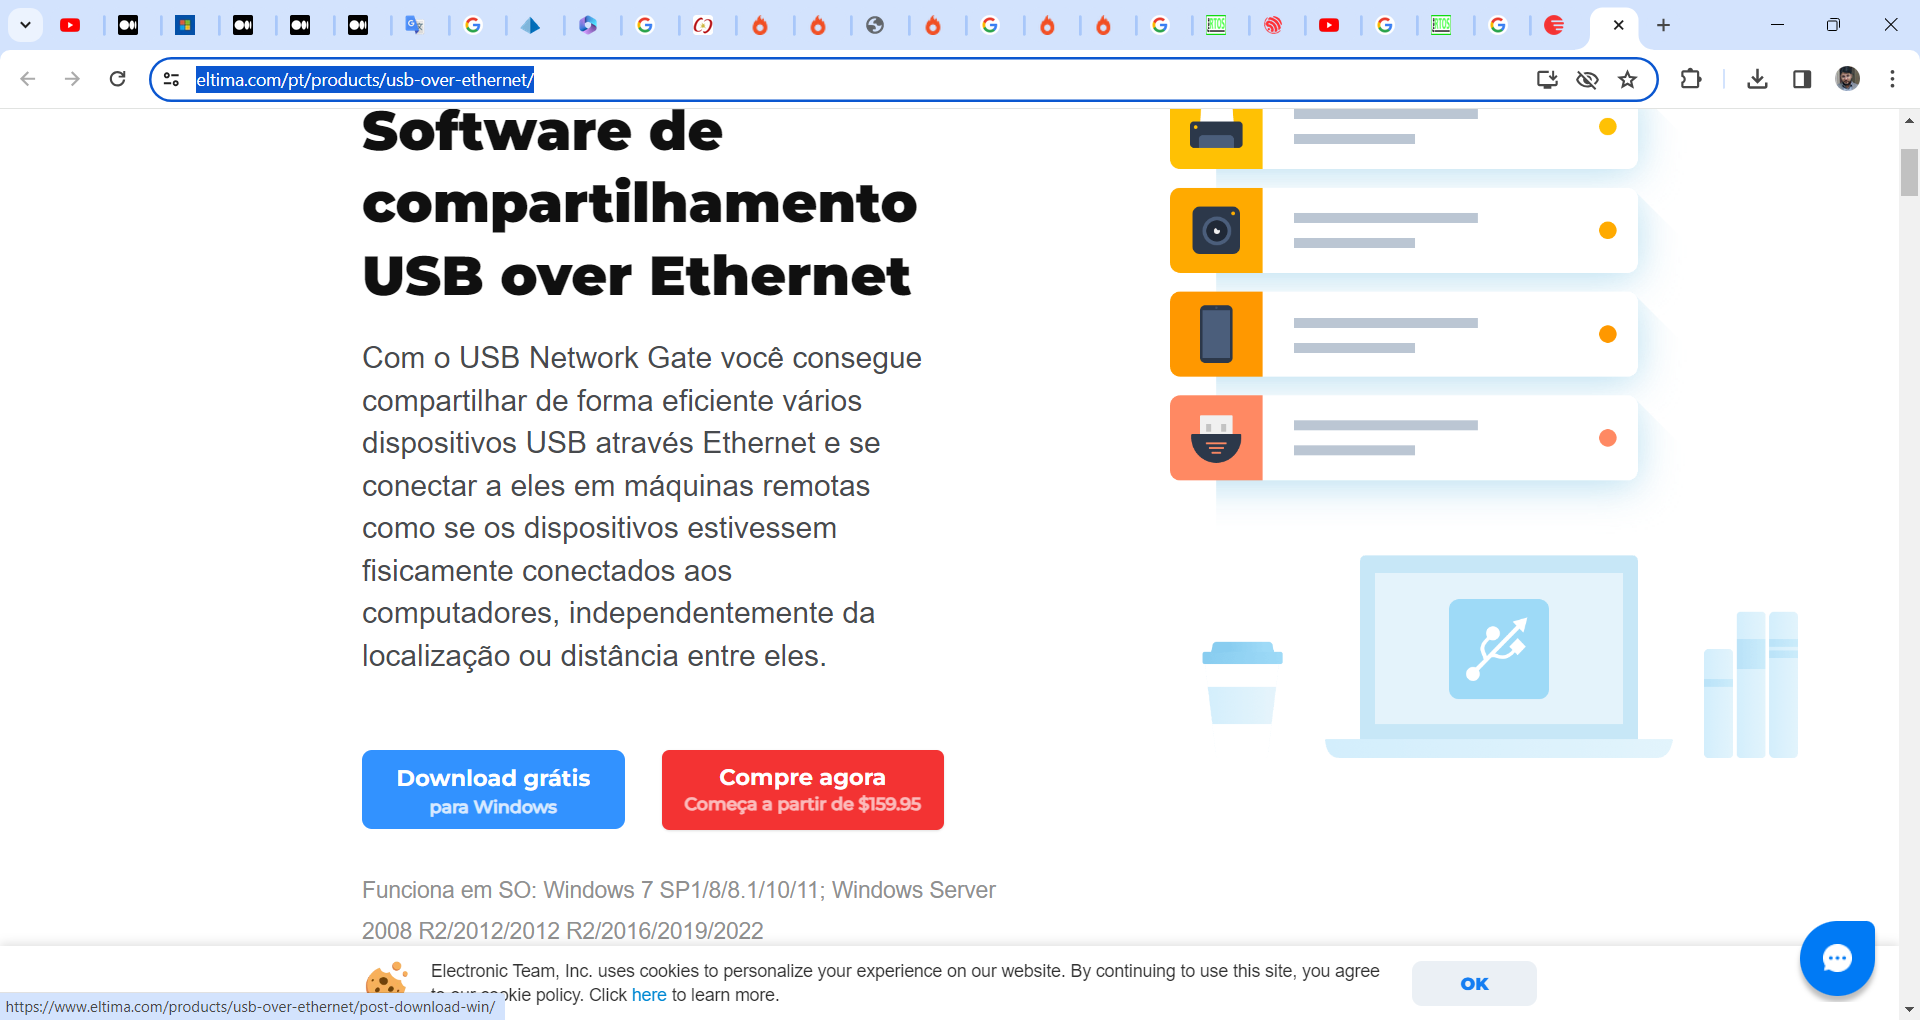 eltima.com/pt/products/usb-over-ethernet/
Software de
compartilhamento
USB over Ethernet
Com o USB Network Gate você consegue
compartilhar de forma eficiente vários
dispositivos USB através Ethernet e se
conectar a eles em máquinas remotas
como se os dispositivos estivessem
fisicamente conectados aos
computadores, independentemente da
localização ou distância entre eles.
Download grátis
para Windows
Compre agora
Começa a partir de $159.95
Funciona em SO: Windows 7 SP1/8/8.1/10/11; Windows Server
2008 R2/2012/2012 R2/2016/2019/2022
Electronic Team, Inc. uses cookies to personalize your experience on our website. By continuing to use this site, you agree
to our cookie policy. Click here to learn more.
OK
https://www.eltima.com/products/usb-over-ethernet/post-download-win/